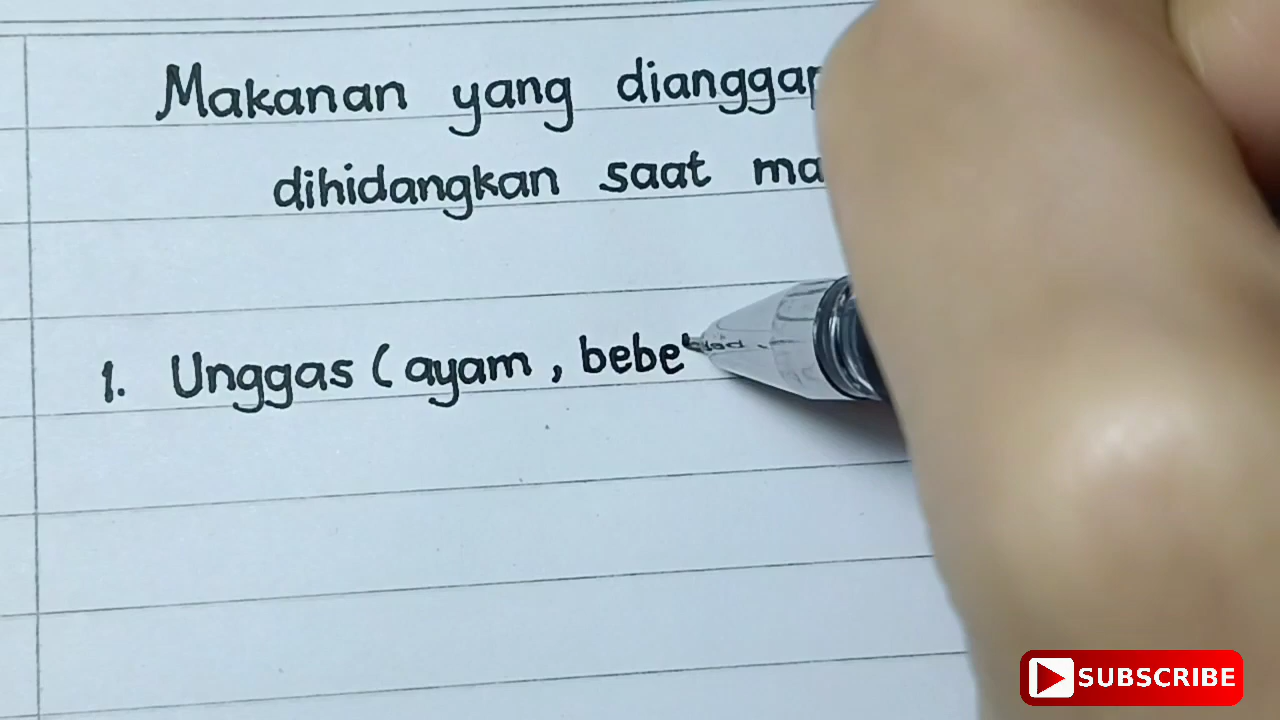 Makanan yang dianggap
dihidangkan saat ma
1. Unggas (ayam, bebe
SUBSCRIBE